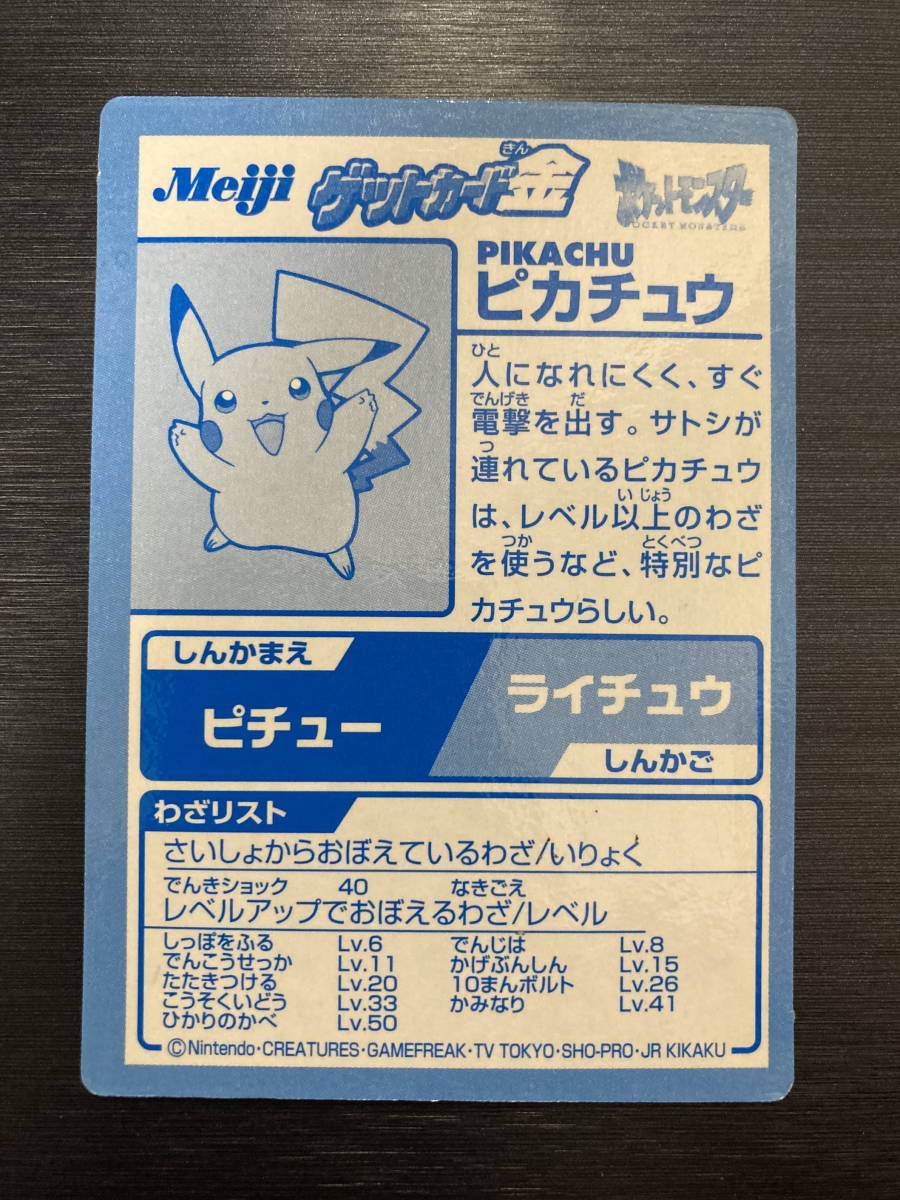 Meiji ゲットカード金 ポケットモンスター
きん
POCKET MONSTERS
PIKACHU
ピカチュウ
ひと
人になれにくく、すぐ
でんげき だ
電撃を出す。サトシが
つ
連れているピカチュウ
い じょう
は、レベル以上のわざ
つか とくべつ
を使うなど、特別なピ
カチュウらしい。
しんかまえ
ピチュー
ライチュウ
しんかご
わざリスト
さいしょからおぼえているわざ/いりょく
でんきショック 40 なきごえ
レベルアップでおぼえるわざ/レベル
しっぽをふる Lv.6 でんじは Lv.8
でんこうせっか Lv.11 かげぶんしん Lv.15
たたきつける Lv.20 10まんボルト Lv.26
こうそくいどう Lv.33 かみなり Lv.41
ひかりのかべ Lv.50
©Nintendo・CREATURES・GAMEFREAK・TV TOKYO・SHO-PRO・JR KIKAKU